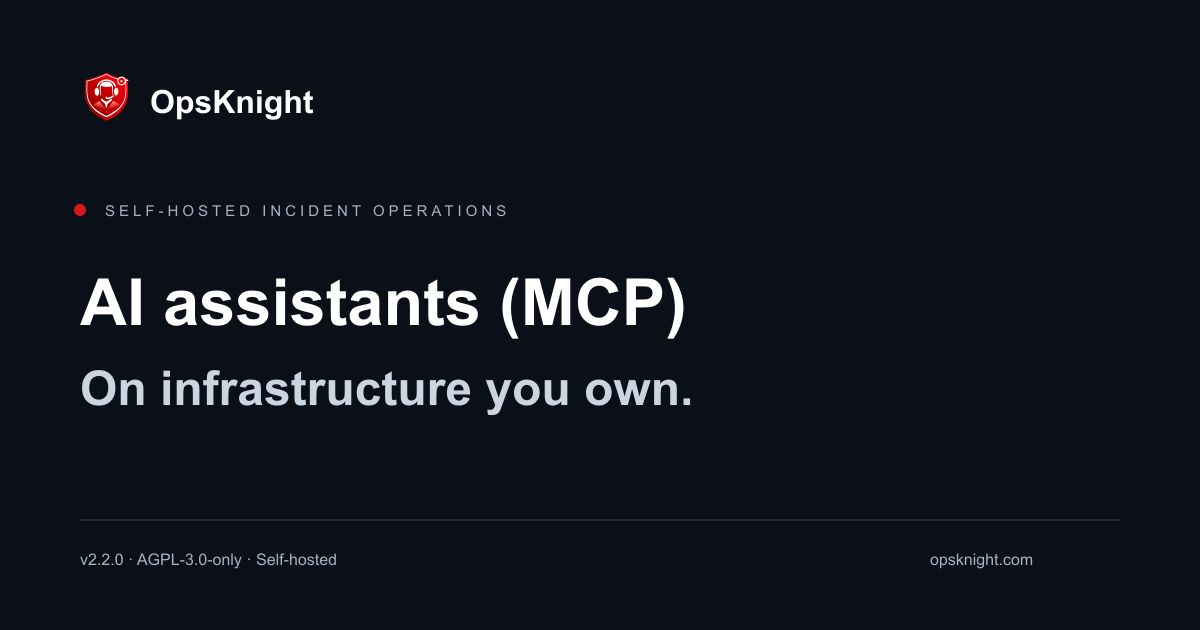 OpsKnight
SELF-HOSTED INCIDENT OPERATIONS
AI assistants (MCP)
On infrastructure you own.
v2.2.0 · AGPL-3.0-only · Self-hosted
opsknight.com